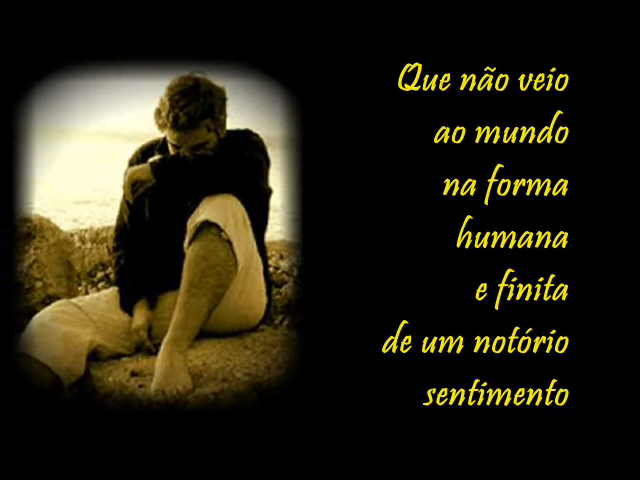 Que não veio
ao mundo
na forma
humana
e finita
de um notório
sentimento